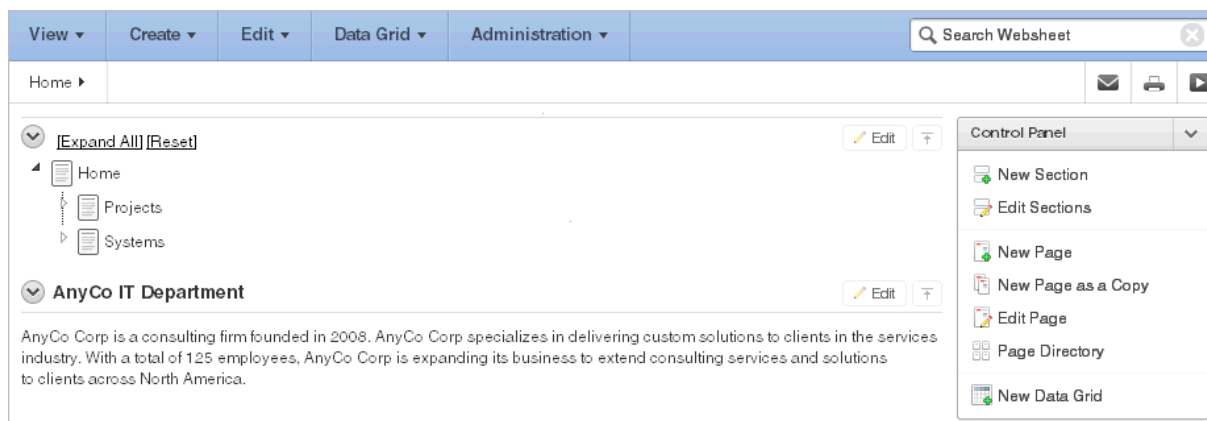 View Create Edit Data Grid Administration Search Websheet
Home
[Expand All] [Reset] Edit
Home
Projects
Systems
AnyCo IT Department Edit
AnyCo Corp is a consulting firm founded in 2008. AnyCo Corp specializes in delivering custom solutions to clients in the services
industry. With a total of 125 employees, AnyCo Corp is expanding its business to extend consulting services and solutions
to clients across North America.
Control Panel
New Section
Edit Sections
New Page
New Page as a Copy
Edit Page
Page Directory
New Data Grid